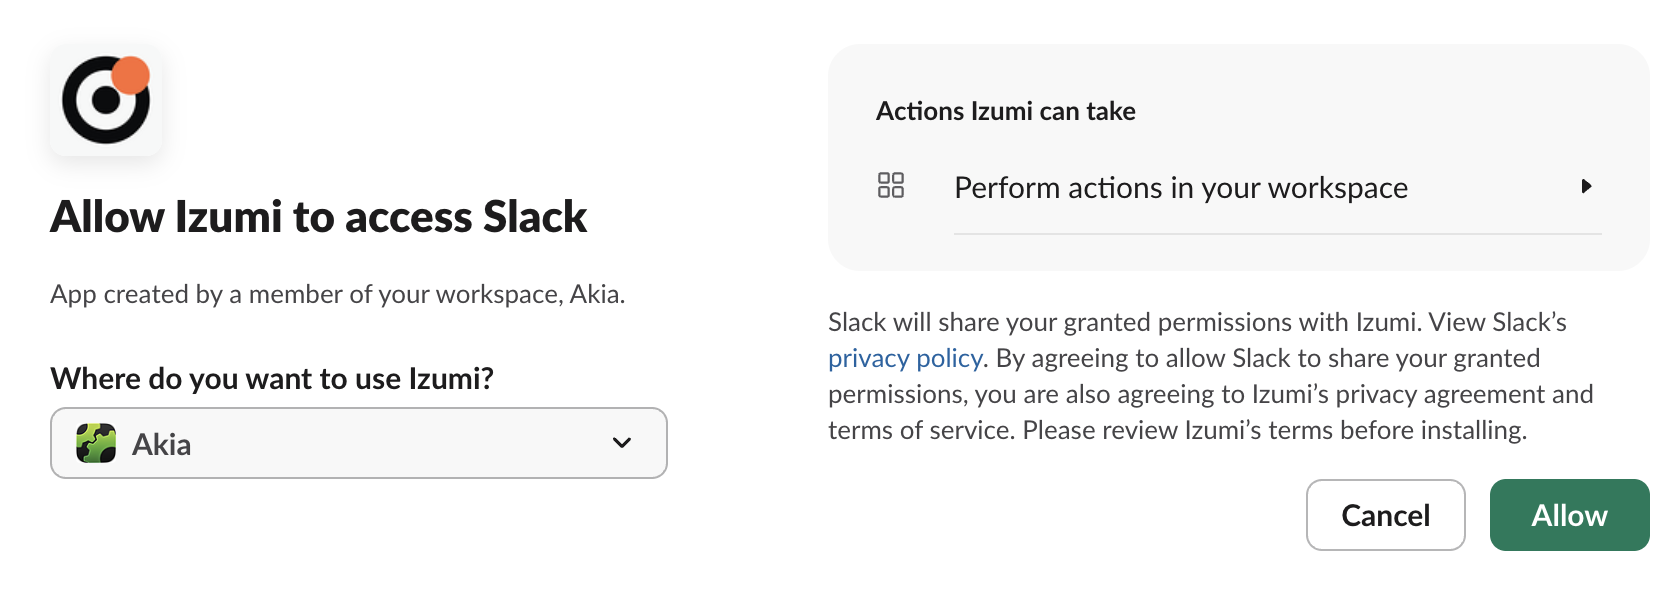 Allow Izumi to access Slack
App created by a member of your workspace, Akia.
Where do you want to use Izumi?
Akia
Actions Izumi can take
Perform actions in your workspace
Slack will share your granted permissions with Izumi. View Slack’s
privacy policy. By agreeing to allow Slack to share your granted
permissions, you are also agreeing to Izumi’s privacy agreement and
terms of service. Please review Izumi’s terms before installing.
Cancel
Allow